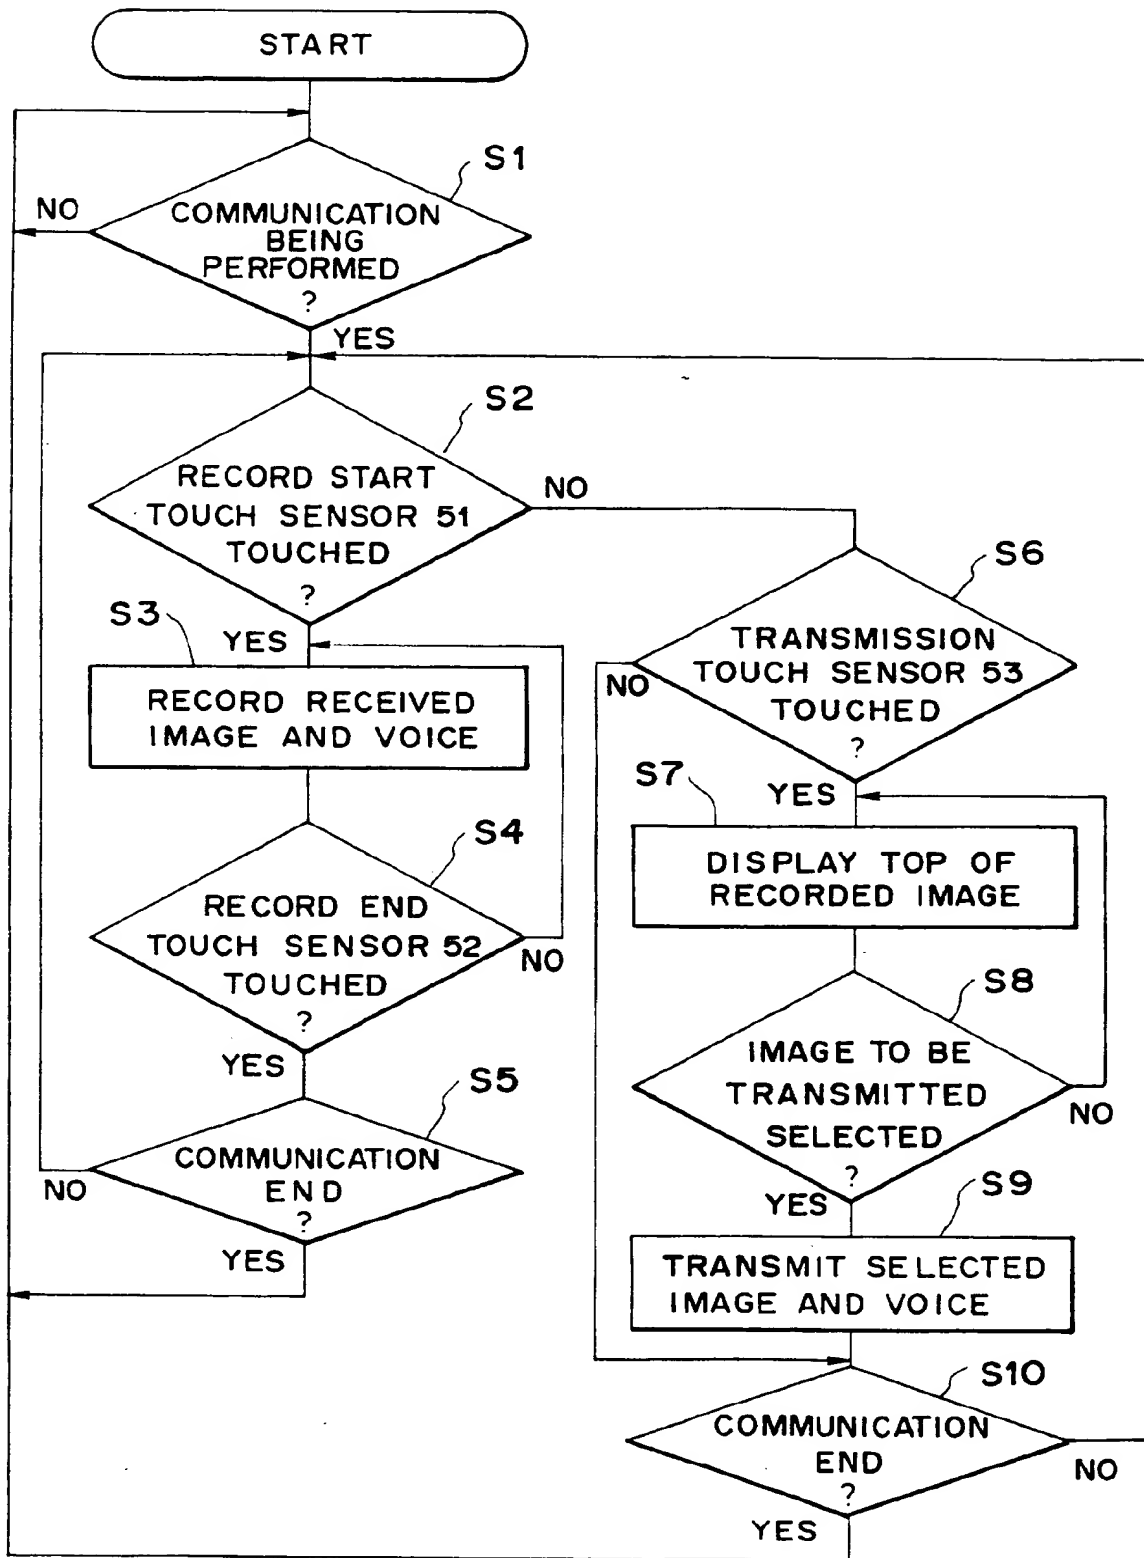 START
S1
NO
COMMUNICATION
BEING
PERFORMED
?
YES
S2
RECORD START
TOUCH SENSOR 51
TOUCHED
?
NO
YES
S3
RECORD RECEIVED
IMAGE AND VOICE
S4
RECORD END
TOUCH SENSOR 52
TOUCHED
?
NO
YES
S5
COMMUNICATION
END
?
NO
YES
S6
TRANSMISSION
TOUCH SENSOR 53
TOUCHED
?
NO
YES
S7
DISPLAY TOP OF
RECORDED IMAGE
S8
IMAGE TO BE
TRANSMITTED
SELECTED
?
NO
YES
S9
TRANSMIT SELECTED
IMAGE AND VOICE
S10
COMMUNICATION
END
?
NO
YES